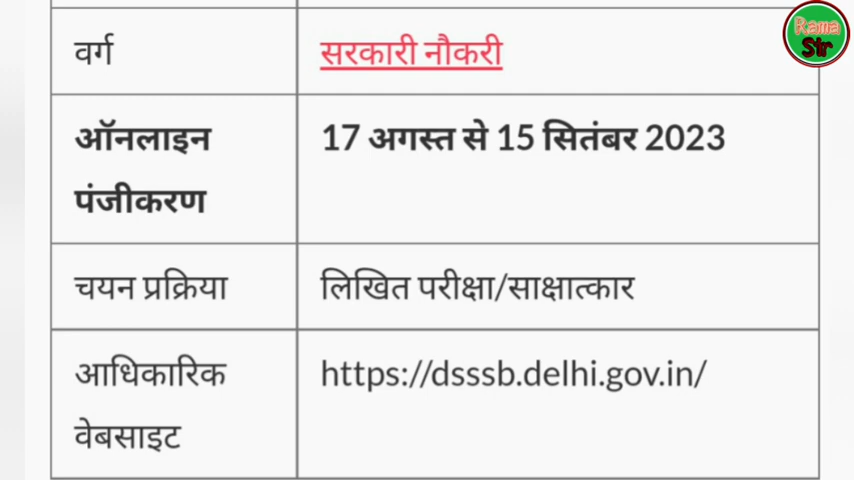 Rama
Sir
वर्ग सरकारी नौकरी
ऑनलाइन 17 अगस्त से 15 सितंबर 2023
पंजीकरण
चयन प्रक्रिया लिखित परीक्षा/साक्षात्कार
आधिकारिक https://dsssb.delhi.gov.in/
वेबसाइट